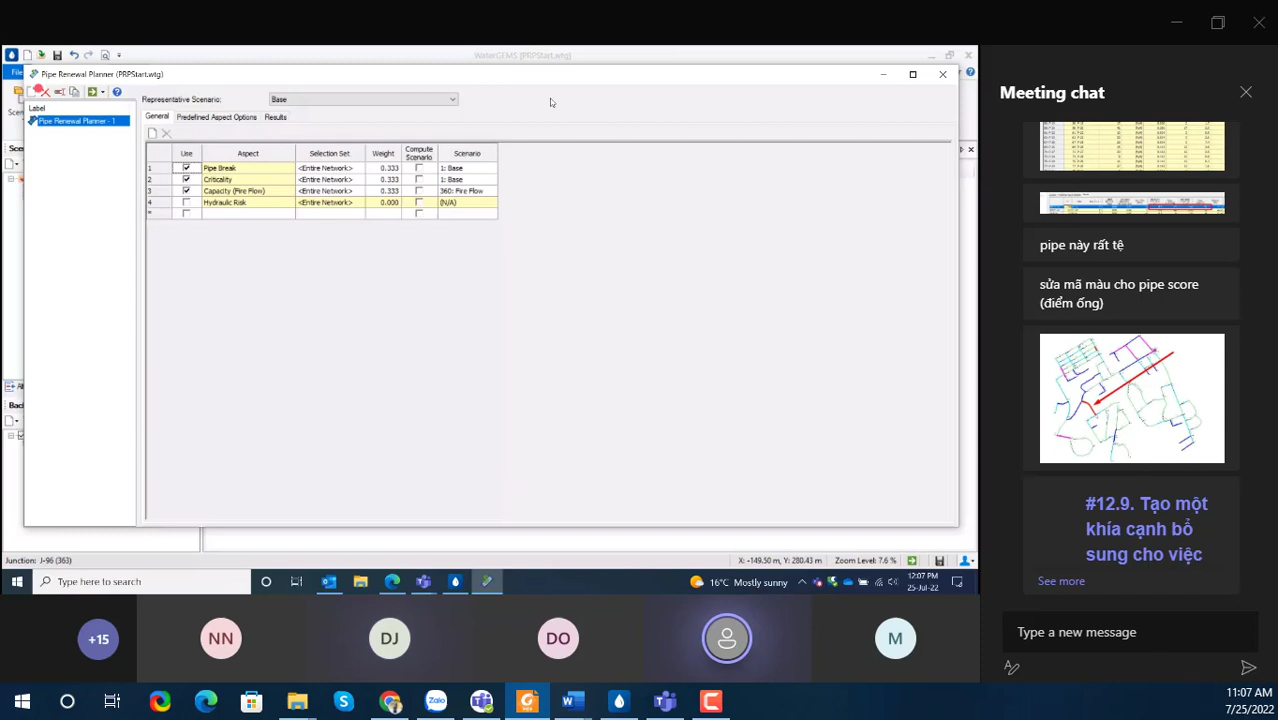 WaterGEMS [PRPStart.wtg]
File
Pipe Renewal Planner (PRPStart.wtg)
Representative Scenario:
Base
Label
Pipe Renewal Planner - 1
General
Predefined Aspect Options
Results
Use
Aspect
Selection Set
Weight
Compute Scenario
Scenario
1
Pipe Break
<Entire Network>
0.333
1: Base
2
Criticality
<Entire Network>
0.333
1: Base
3
Capacity (Fire Flow)
<Entire Network>
0.333
360: Fire Flow
4
Hydraulic Risk
<Entire Network>
0.000
(N/A)
*
Junction: J-96 (363)
X: -149.50 m, Y: 280.43 m
Zoom Level: 7.6 %
Type here to search
16°C Mostly sunny
12:07 PM
25-Jul-22
Meeting chat
pipe này rất tệ
sửa mã màu cho pipe score
(điểm ống)
#12.9. Tạo một
khía cạnh bổ
sung cho việc
See more
Type a new message
+15
NN
DJ
DO
M
11:07 AM
7/25/2022